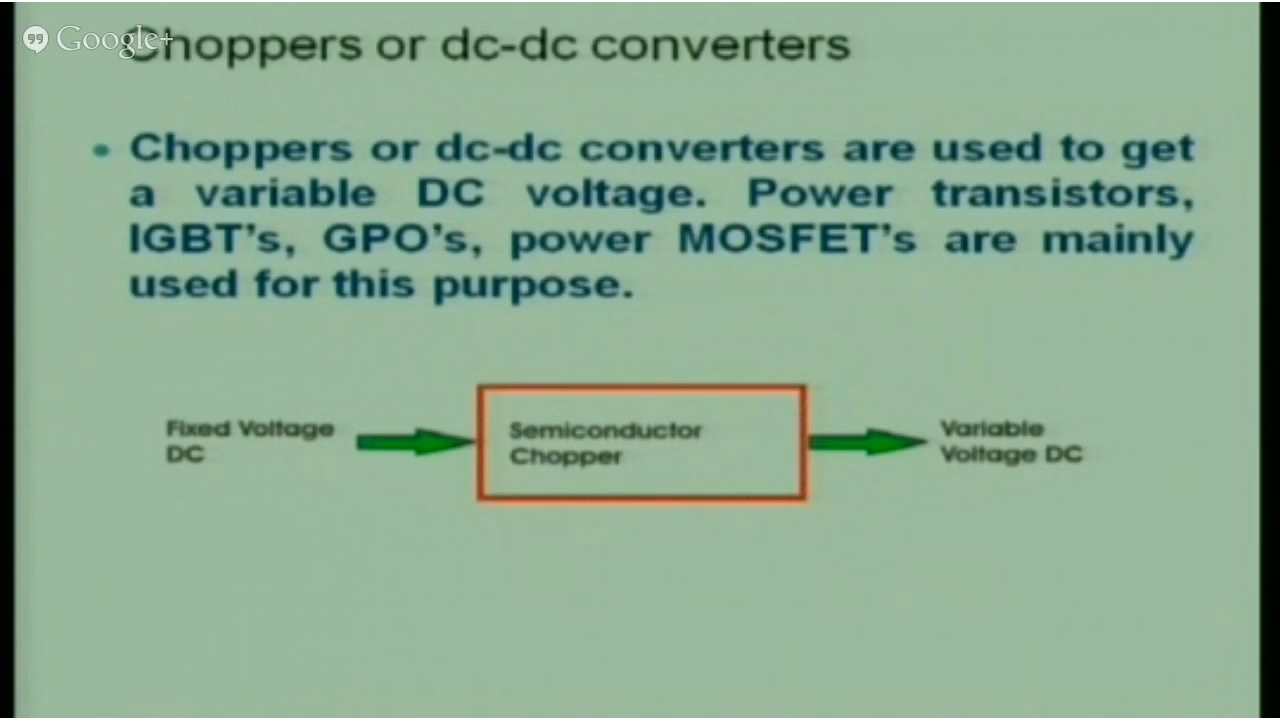 Google+
Choppers or dc-dc converters
• Choppers or dc-dc converters are used to get
a variable DC voltage. Power transistors,
IGBT's, GPO's, power MOSFET's are mainly
used for this purpose.
Fixed Voltage
DC
Semiconductor
Chopper
Variable
Voltage DC